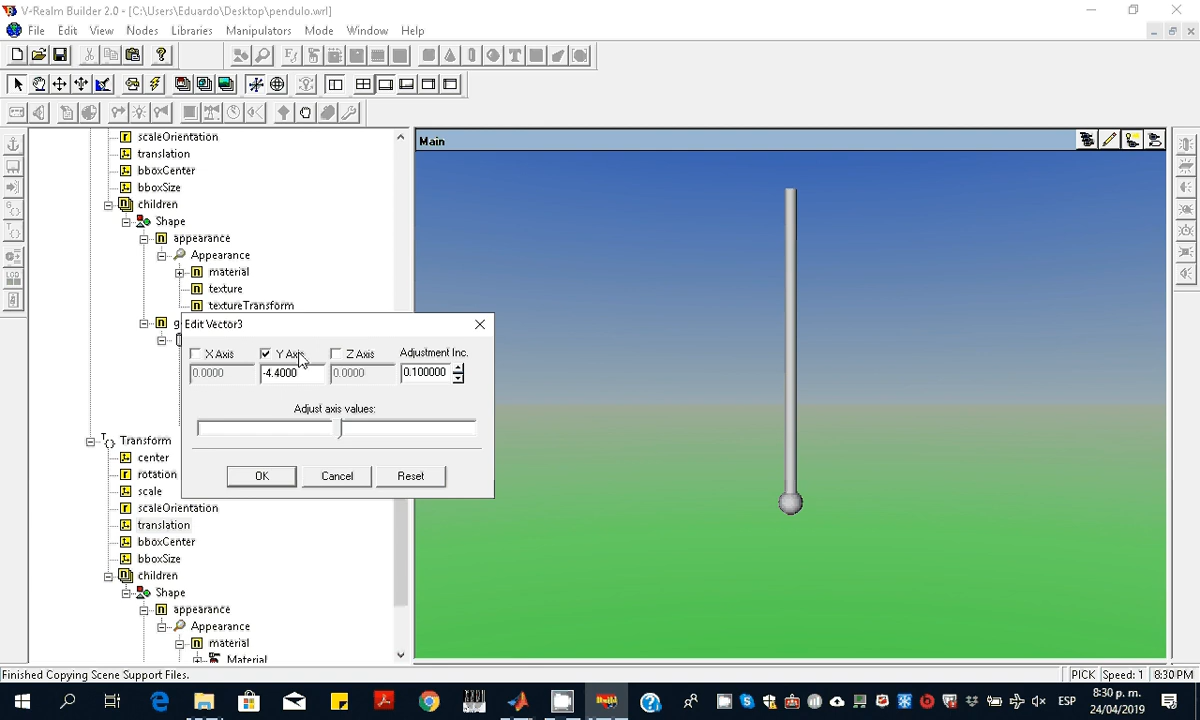 V-Realm Builder 2.0 - [C:\Users\Eduardo\Desktop\pendulo.wrl]
File Edit View Nodes Libraries Manipulators Mode Window Help
scaleOrientation
translation
bboxCenter
bboxSize
children
Shape
appearance
Appearance
material
texture
textureTransform
g
Transform
center
rotation
scale
scaleOrientation
translation
bboxCenter
bboxSize
children
Shape
appearance
Appearance
material
Material
Edit Vector3
X Axis Y Axis Z Axis Adjustment Inc.
0.0000 -4.4000 0.0000 0.100000
Adjust axis values:
OK Cancel Reset
Main
Finished Copying Scene Support Files.
PICK Speed: 1 8:30 PM
ESP
8:30 p. m.
24/04/2019